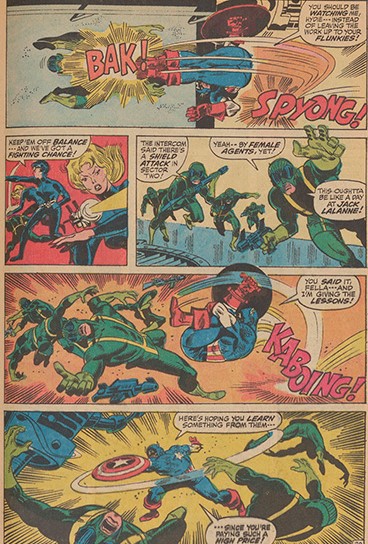 YOU SHOULD BE
WATCHING ME,
HYDIE--- INSTEAD
OF LEAVING THE
WORK UP TO YOUR
FLUNKIES!
BAK!
SPYONG!
KEEP 'EM OFF BALANCE
--- AND WE'VE GOT A
FIGHTING CHANCE!
THE INTERCOM
SAID THERE'S
A SHIELD
ATTACK IN
SECTOR
TWO!
YEAH-- BY FEMALE
AGENTS, YET!
THIS OUGHTTA
BE LIKE A DAY
AT JACK
LALANNE!
YOU SAID IT,
FELLA---AND
I'M GIVING THE
LESSONS!
KABOING!
HERE'S HOPING YOU LEARN
SOMETHING FROM THEM---
---SINCE YOU'RE
PAYING SUCH A
HIGH PRICE!